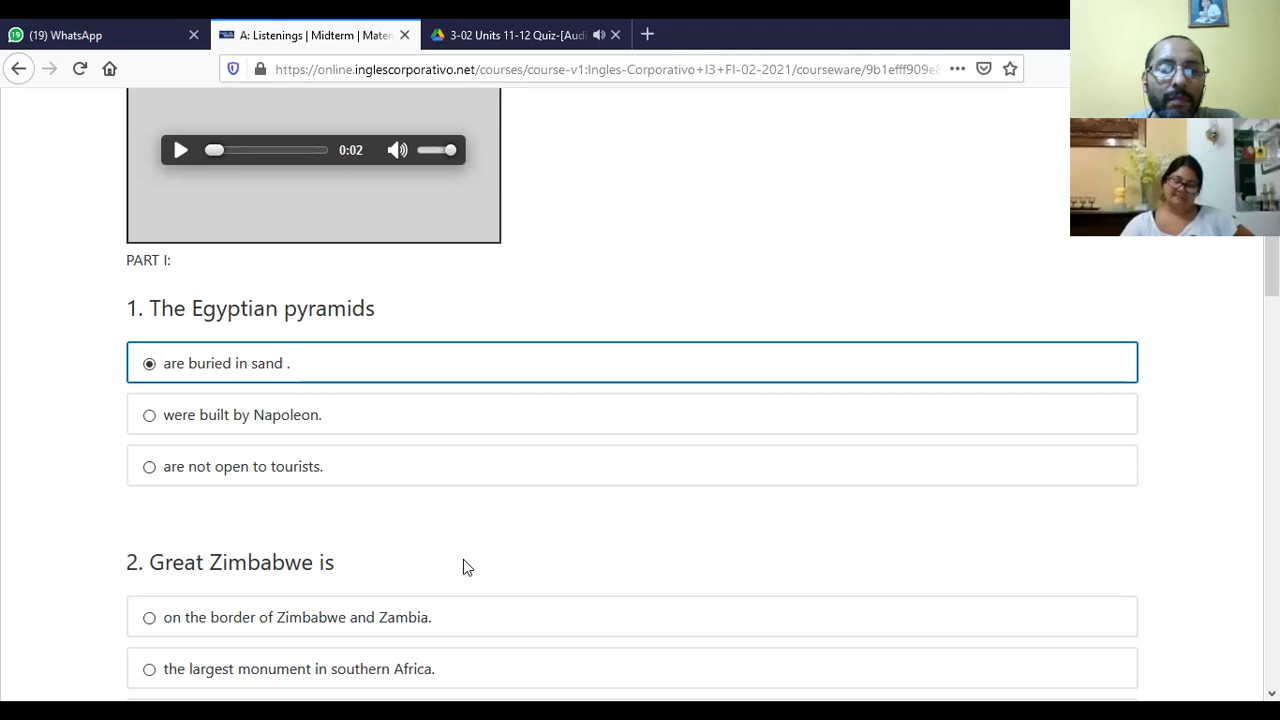 (19) WhatsApp
A: Listenings | Midterm | Mater
3-02 Units 11-12 Quiz-[Audi
https://online.inglescorporativo.net/courses/course-v1:Ingles-Corporativo+I3+FI-02-2021/courseware/9b1efff909e
0:02
PART I:
1. The Egyptian pyramids
are buried in sand .
were built by Napoleon.
are not open to tourists.
2. Great Zimbabwe is
on the border of Zimbabwe and Zambia.
the largest monument in southern Africa.